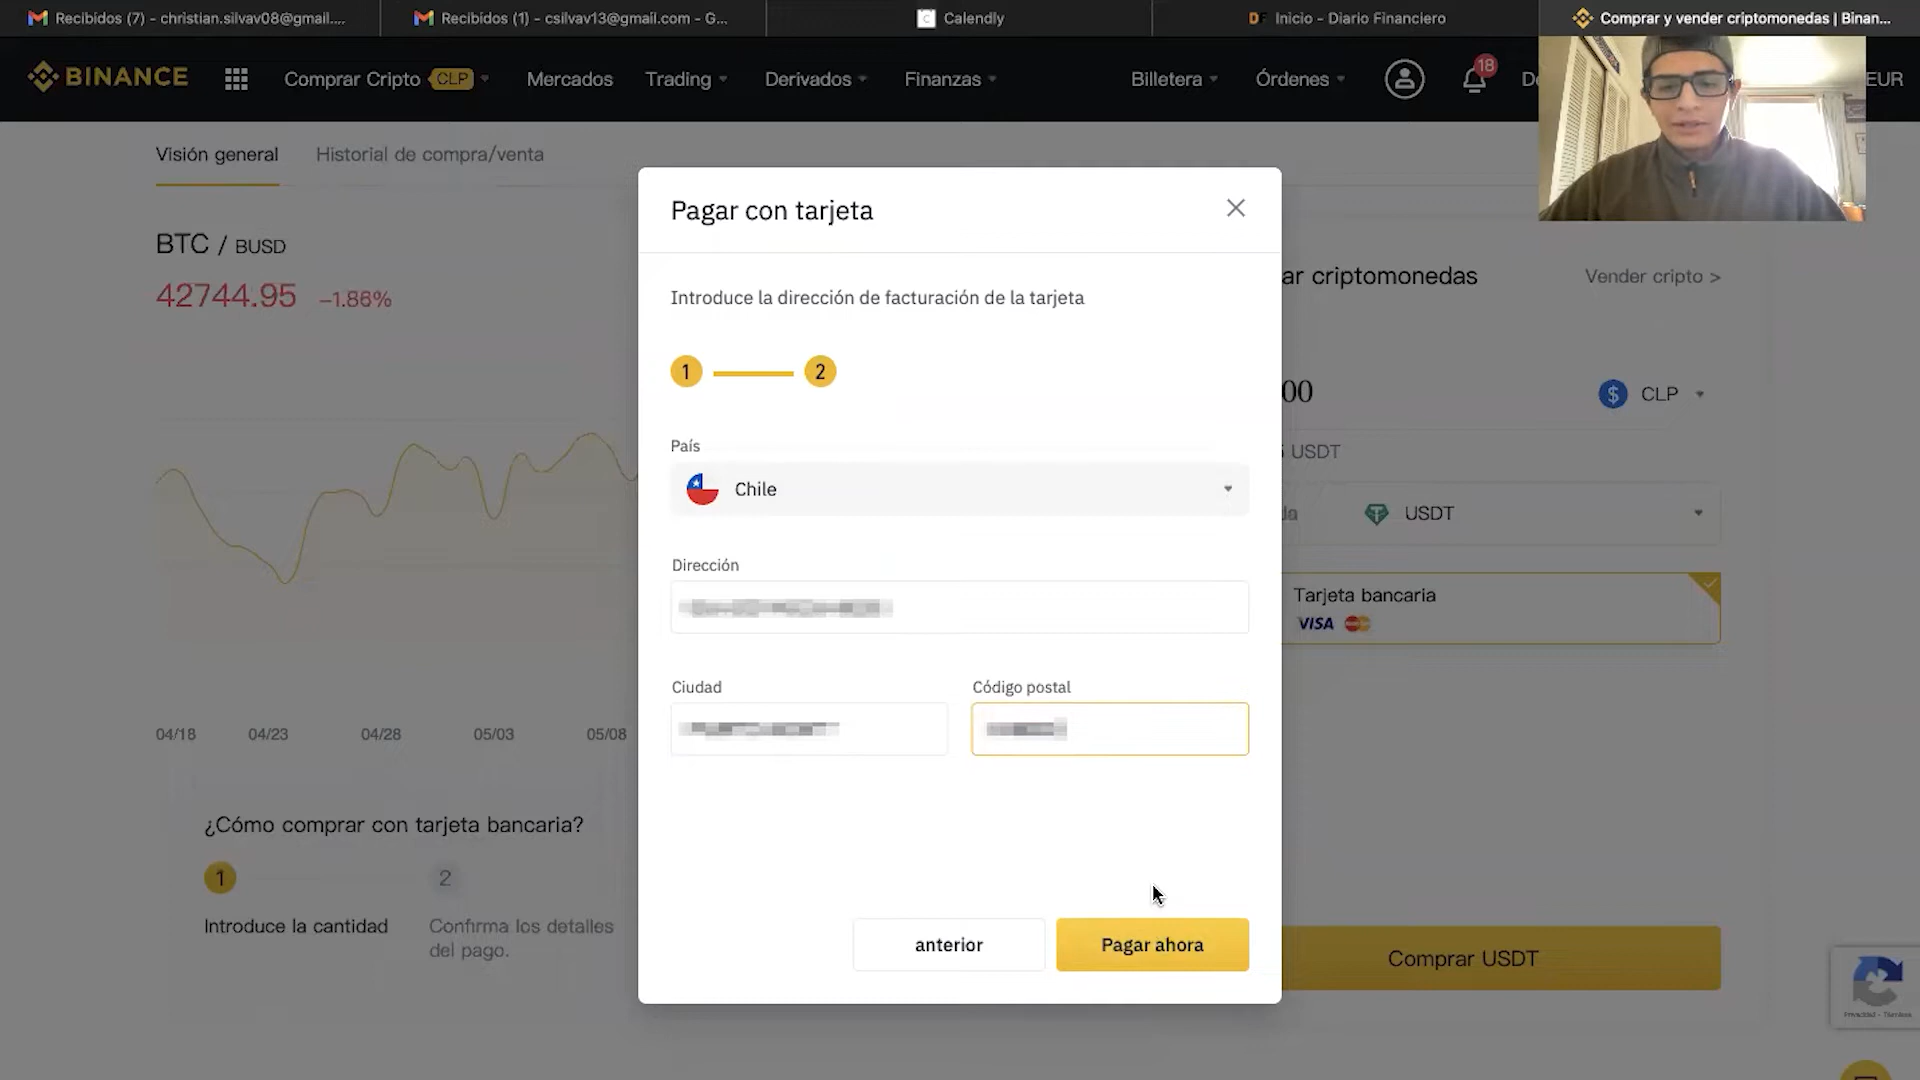 Recibidos (7) - christian.silvav08@gmail....
Recibidos (1) - csilvav13@gmail.com - G...
Calendly
DF Inicio - Diario Financiero
Comprar y vender criptomonedas | Binan...
BINANCE
Comprar Cripto CLP
Mercados
Trading
Derivados
Finanzas
Billetera
Órdenes
18
EUR
Visión general
Historial de compra/venta
BTC / BUSD
42744.95 -1.86%
04/18 04/23 04/28 05/03 05/08
¿Cómo comprar con tarjeta bancaria?
1
2
Introduce la cantidad
Confirma los detalles
del pago.
Pagar con tarjeta
Introduce la dirección de facturación de la tarjeta
1 2
País
Chile
Dirección
Ciudad
Código postal
anterior
Pagar ahora
ar criptomonedas
Vender cripto >
00
$ CLP
USDT
USDT
Tarjeta bancaria
VISA
Comprar USDT